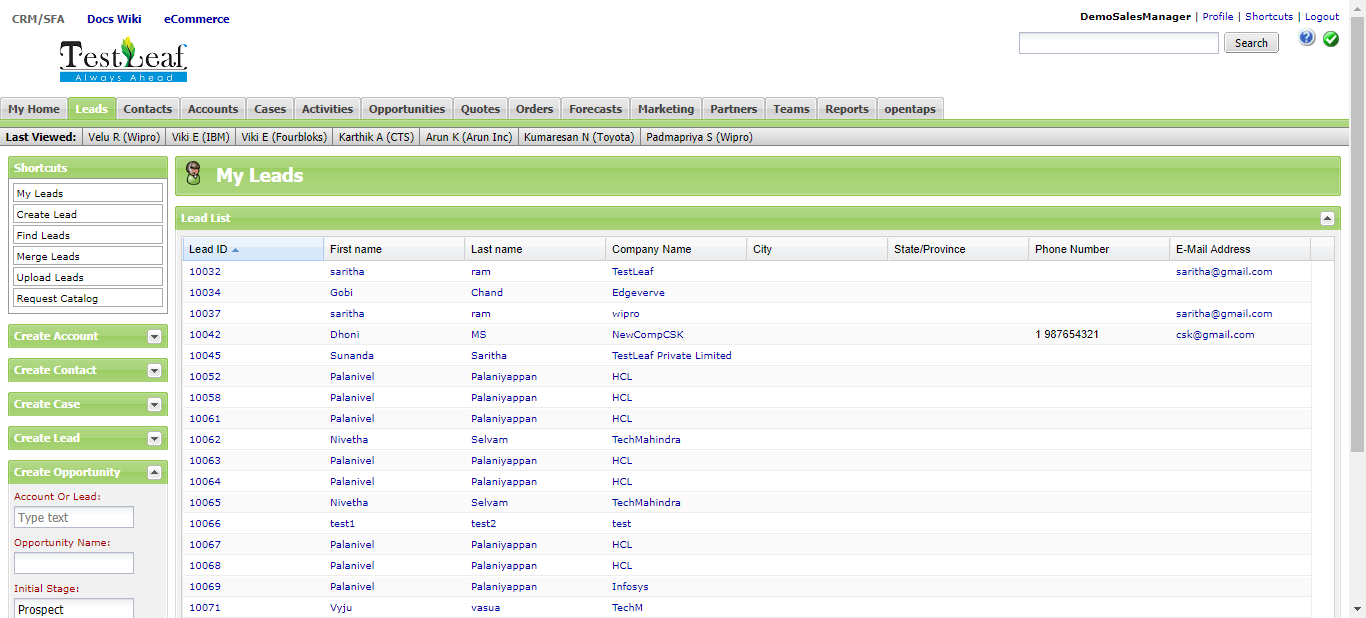 CRM/SFA Docs Wiki eCommerce
DemoSalesManager | Profile | Shortcuts | Logout
TestLeaf
Always Ahead
Search
My Home Leads Contacts Accounts Cases Activities Opportunities Quotes Orders Forecasts Marketing Partners Teams Reports opentaps
Last Viewed: Velu R (Wipro) Viki E (IBM) Viki E (Fourbloks) Karthik A (CTS) Arun K (Arun Inc) Kumaresan N (Toyota) Padmapriya S (Wipro)
Shortcuts
My Leads
Create Lead
Find Leads
Merge Leads
Upload Leads
Request Catalog
Create Account
Create Contact
Create Case
Create Lead
Create Opportunity
Account Or Lead:
Type text
Opportunity Name:
Initial Stage:
Prospect
My Leads
Lead List
Lead ID First name Last name Company Name City State/Province Phone Number E-Mail Address
10032 saritha ram TestLeaf saritha@gmail.com
10034 Gobi Chand Edgeverve
10037 saritha ram wipro saritha@gmail.com
10042 Dhoni MS NewCompCSK 1 987654321 csk@gmail.com
10045 Sunanda Saritha TestLeaf Private Limited
10052 Palanivel Palaniyappan HCL
10058 Palanivel Palaniyappan HCL
10061 Palanivel Palaniyappan HCL
10062 Nivetha Selvam TechMahindra
10063 Palanivel Palaniyappan HCL
10064 Palanivel Palaniyappan HCL
10065 Nivetha Selvam TechMahindra
10066 test1 test2 test
10067 Palanivel Palaniyappan HCL
10068 Palanivel Palaniyappan HCL
10069 Palanivel Palaniyappan Infosys
10071 Vyju vasua TechM